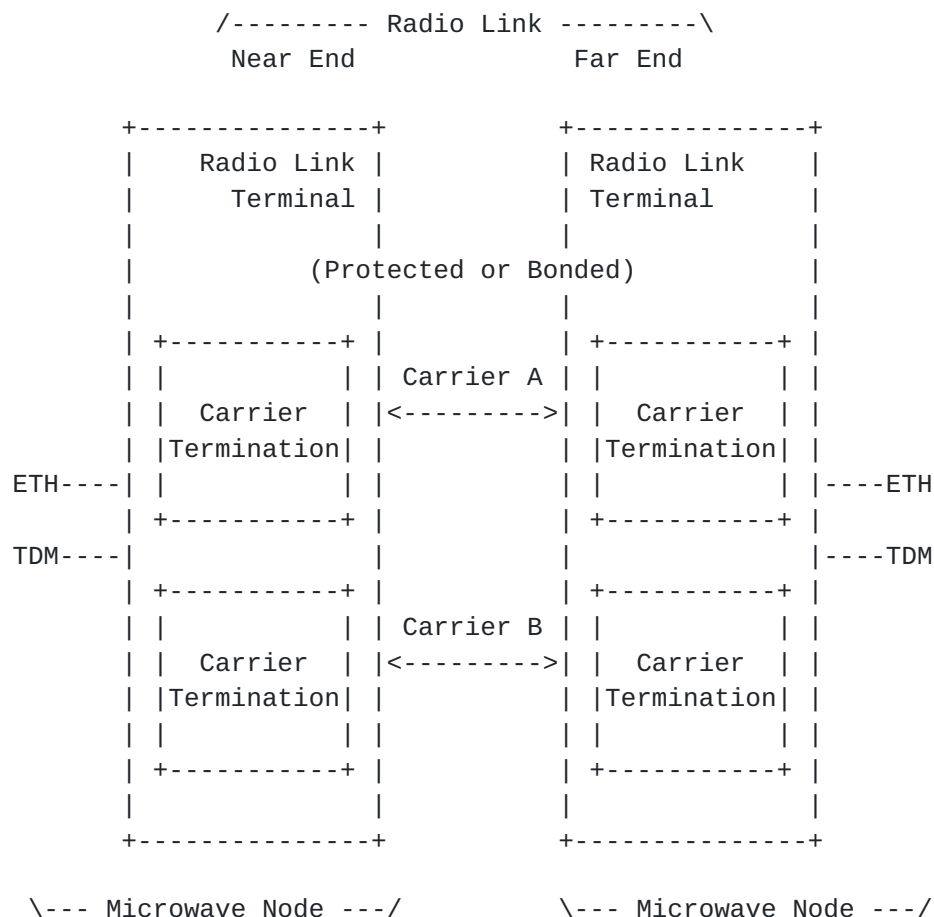 /--------- Radio Link ---------\
Near End Far End
+---------------+ +---------------+
| Radio Link | | Radio Link |
| Terminal | | Terminal |
| | | |
| (Protected or Bonded) |
| | | |
| +-----------+ | | +-----------+ |
| | | | Carrier A | | | |
| | Carrier | |<--------->| | Carrier | |
| |Termination| | | |Termination| |
ETH----| | | | | | | |----ETH
| +-----------+ | | +-----------+ |
TDM----| | | |----TDM
| +-----------+ | | +-----------+ |
| | | | Carrier B | | | |
| | Carrier | |<--------->| | Carrier | |
| |Termination| | | |Termination| |
| | | | | | | |
| +-----------+ | | +-----------+ |
| | | |
+---------------+ +---------------+
\--- Microwave Node ---/ \--- Microwave Node ---/